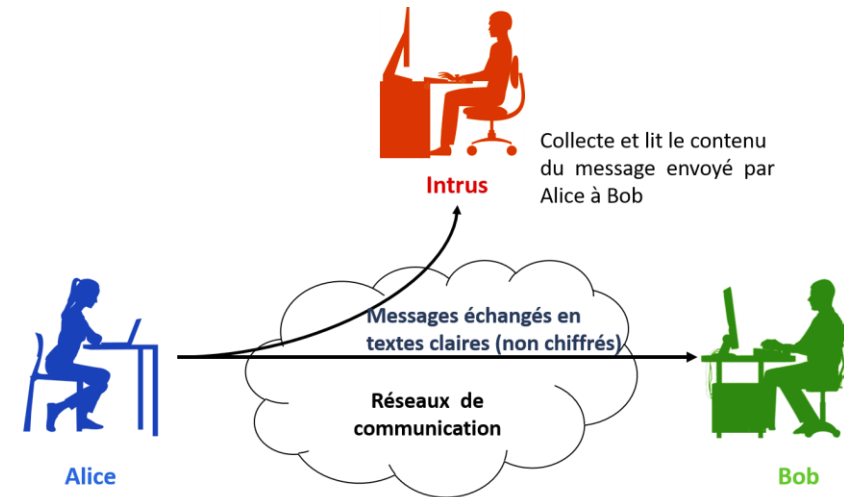 Intrus
Collecte et lit le contenu
du message envoyé par
Alice à Bob
Messages échangés en
textes claires (non chiffrés)
Réseaux de
communication
Alice
Bob